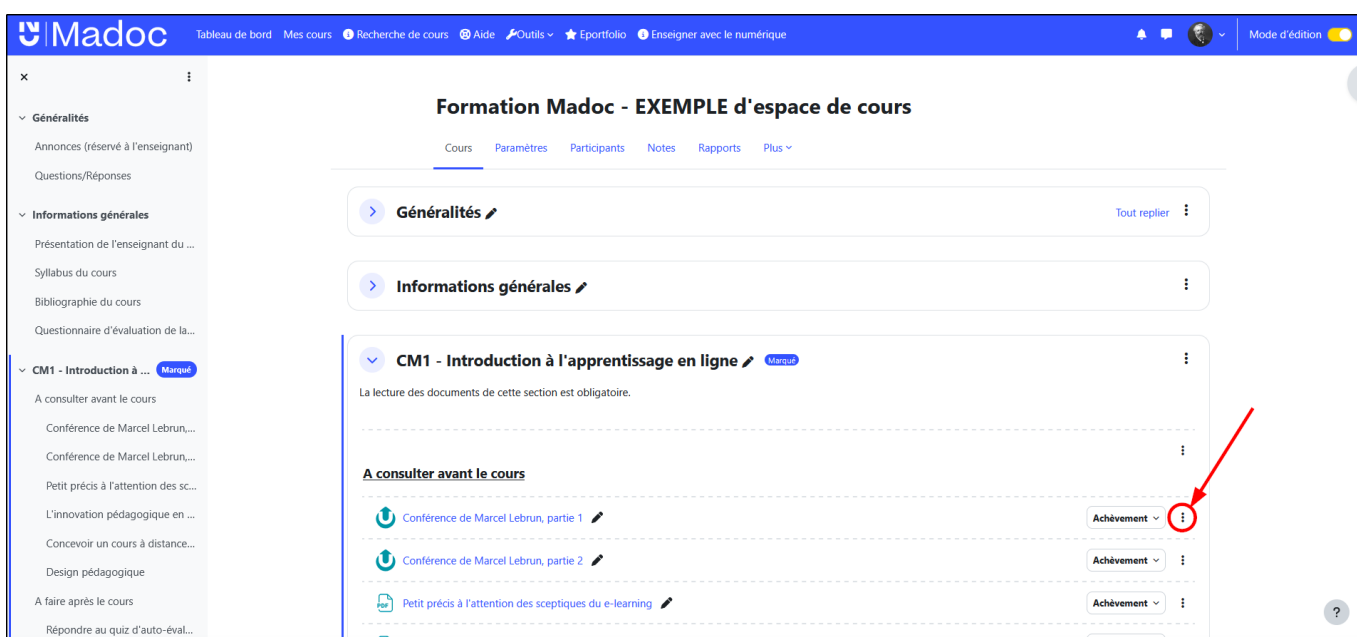 Madoc
Tableau de bord Mes cours Recherche de cours Aide Outils Eportfolio Enseigner avec le numérique Mode d'édition
Généralités
Annonces (réservé à l'enseignant)
Questions/Réponses
Informations générales
Présentation de l'enseignant du ...
Syllabus du cours
Bibliographie du cours
Questionnaire d'évaluation de la...
CM1 - Introduction à ... Marqué
A consulter avant le cours
Conférence de Marcel Lebrun,...
Conférence de Marcel Lebrun,...
Petit précis à l'attention des sc...
L'innovation pédagogique en ...
Concevoir un cours à distance...
Design pédagogique
A faire après le cours
Répondre au quiz d'auto-éval...
Formation Madoc - EXEMPLE d'espace de cours
Cours Paramètres Participants Notes Rapports Plus
Généralités Tout replier
Informations générales
CM1 - Introduction à l'apprentissage en ligne Marqué
La lecture des documents de cette section est obligatoire.
A consulter avant le cours
Conférence de Marcel Lebrun, partie 1 Achèvement
Conférence de Marcel Lebrun, partie 2 Achèvement
PDF Petit précis à l'attention des sceptiques du e-learning Achèvement
?